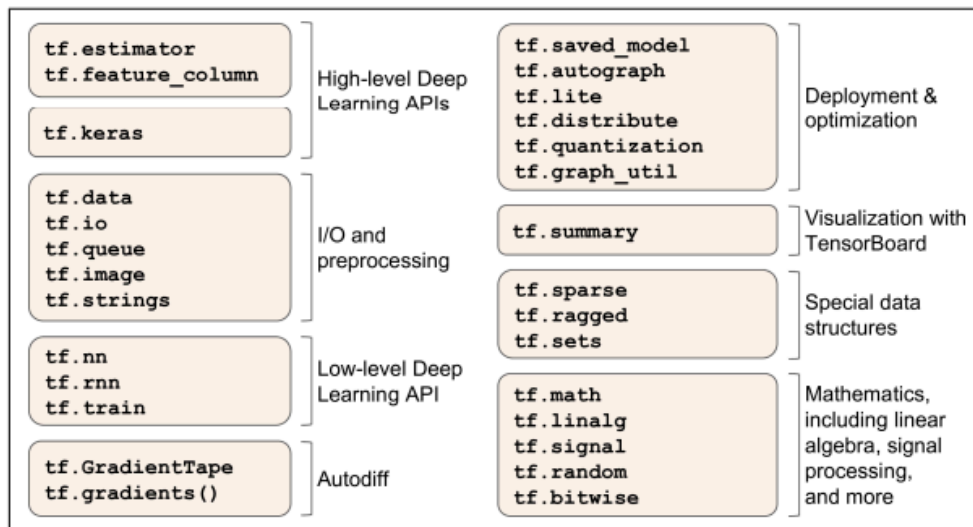 tf.estimator
tf.feature_column
High-level Deep
Learning APIs
tf.keras
tf.data
tf.io
tf.queue
tf.image
tf.strings
I/O and
preprocessing
tf.nn
tf.rnn
tf.train
Low-level Deep
Learning API
tf.GradientTape
tf.gradients()
Autodiff
tf.saved_model
tf.autograph
tf.lite
tf.distribute
tf.quantization
tf.graph_util
Deployment &
optimization
tf.summary
Visualization with
TensorBoard
tf.sparse
tf.ragged
tf.sets
Special data
structures
tf.math
tf.linalg
tf.signal
tf.random
tf.bitwise
Mathematics,
including linear
algebra, signal
processing,
and more